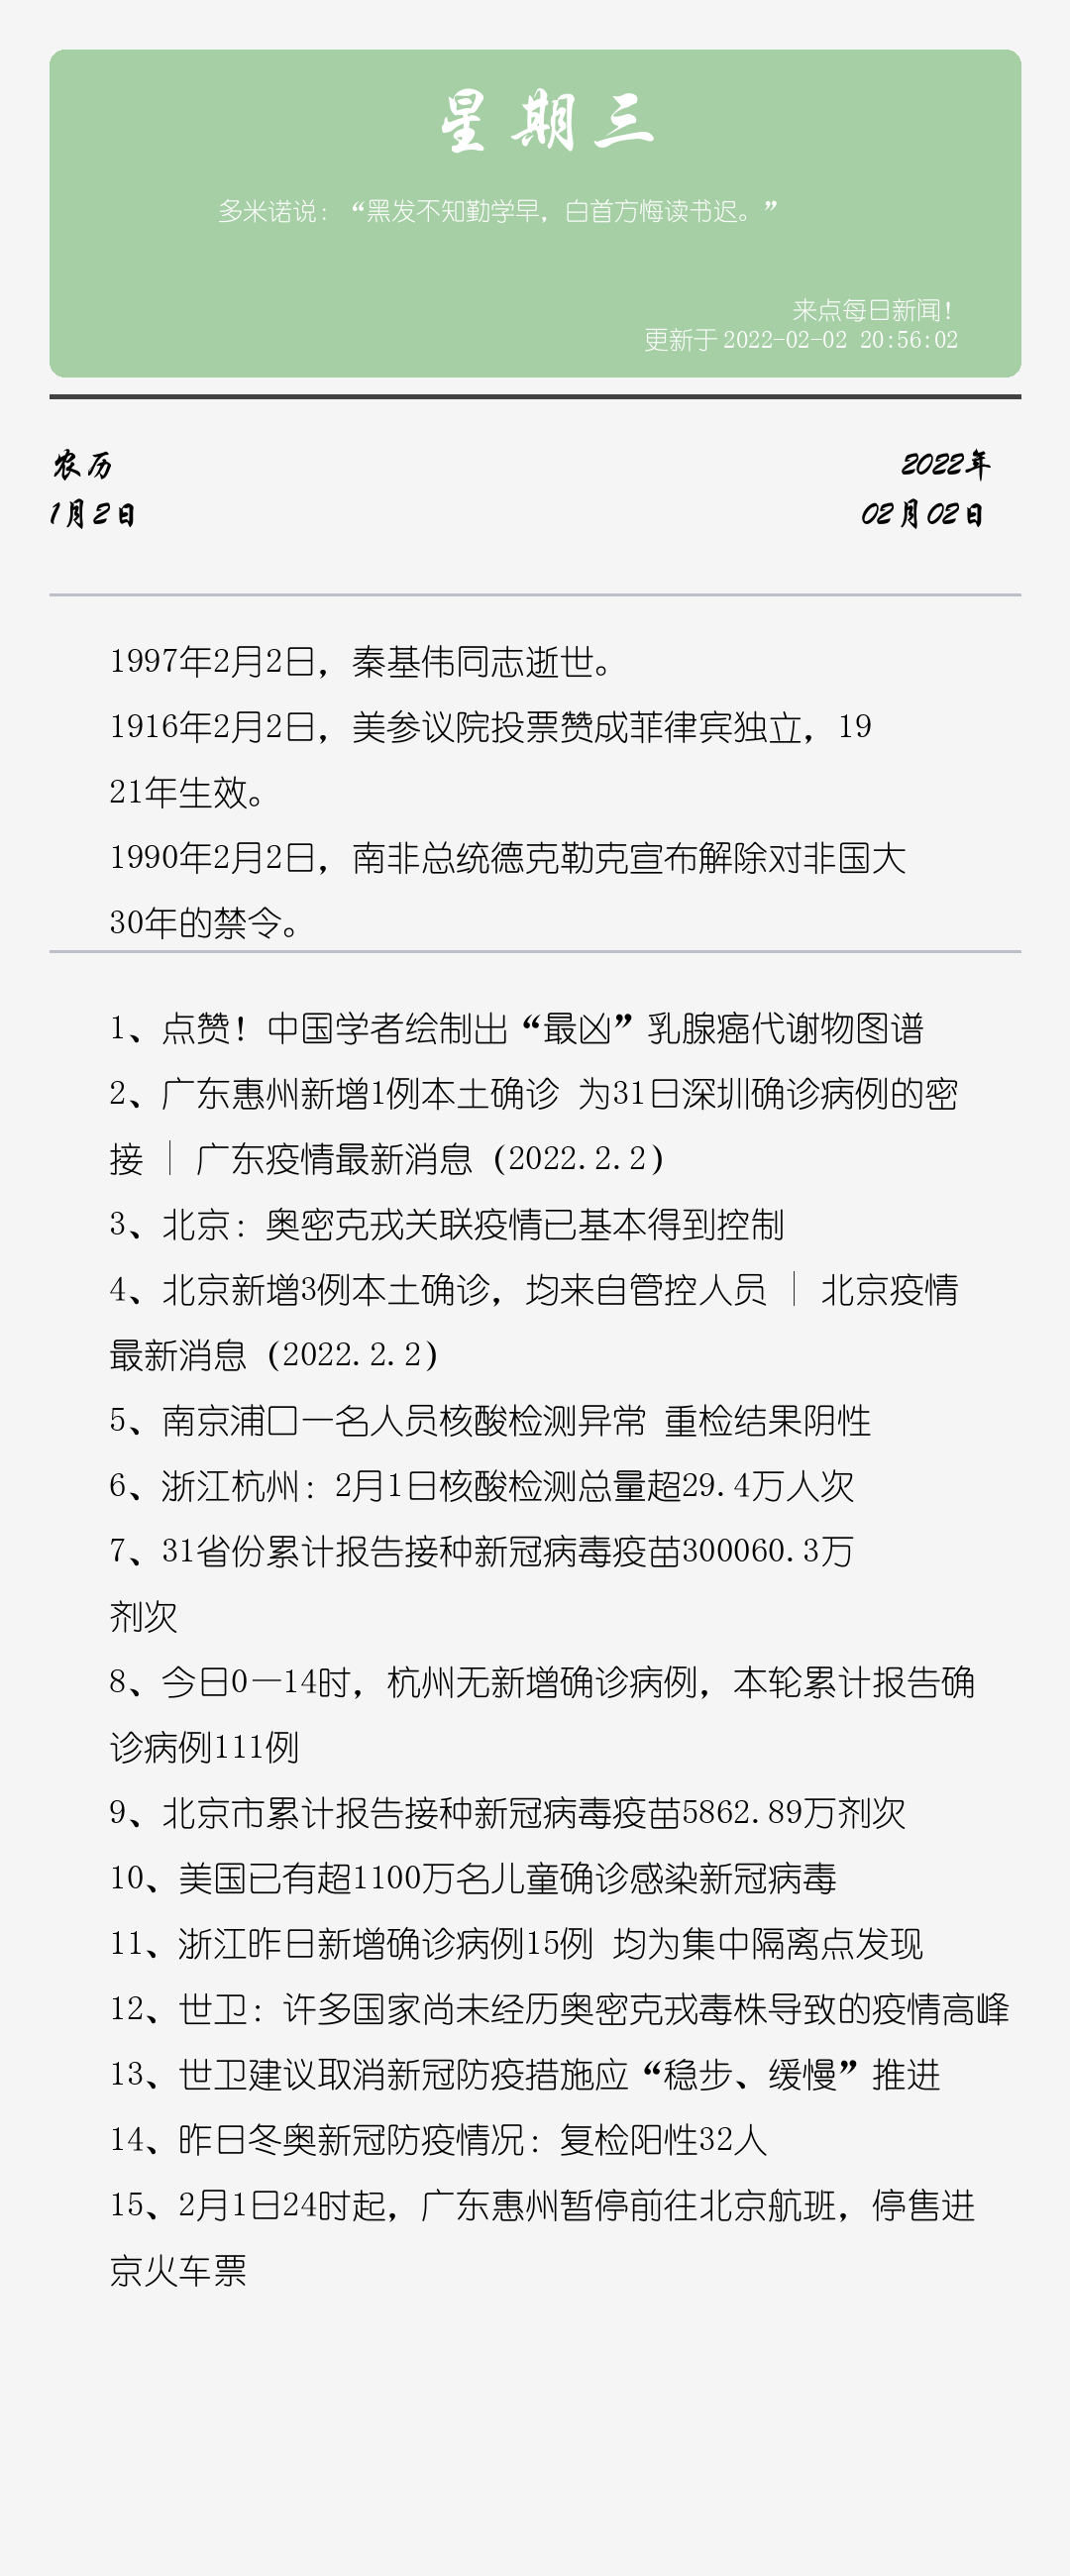 星期三
多米诺说：“黑发不知勤学早，白首方悔读书迟。”
来点每日新闻！
更新于 2022-02-02 20:56:02
农历
2022年
1月2日
02月02日
1997年2月2日，秦基伟同志逝世。
1916年2月2日，美参议院投票赞成菲律宾独立，19
21年生效。
1990年2月2日，南非总统德克勒克宣布解除对非国大
30年的禁令。
1、点赞！中国学者绘制出“最凶”乳腺癌代谢物图谱
2、广东惠州新增1例本土确诊 为31日深圳确诊病例的密
接 | 广东疫情最新消息（2022.2.2）
3、北京：奥密克戎关联疫情已基本得到控制
4、北京新增3例本土确诊，均来自管控人员 | 北京疫情
最新消息（2022.2.2）
5、南京浦口一名人员核酸检测异常 重检结果阴性
6、浙江杭州：2月1日核酸检测总量超29.4万人次
7、31省份累计报告接种新冠病毒疫苗300060.3万
剂次
8、今日0—14时，杭州无新增确诊病例，本轮累计报告确
诊病例111例
9、北京市累计报告接种新冠病毒疫苗5862.89万剂次
10、美国已有超1100万名儿童确诊感染新冠病毒
11、浙江昨日新增确诊病例15例 均为集中隔离点发现
12、世卫：许多国家尚未经历奥密克戎毒株导致的疫情高峰
13、世卫建议取消新冠防疫措施应“稳步、缓慢”推进
14、昨日冬奥新冠防疫情况：复检阳性32人
15、2月1日24时起，广东惠州暂停前往北京航班，停售进
京火车票